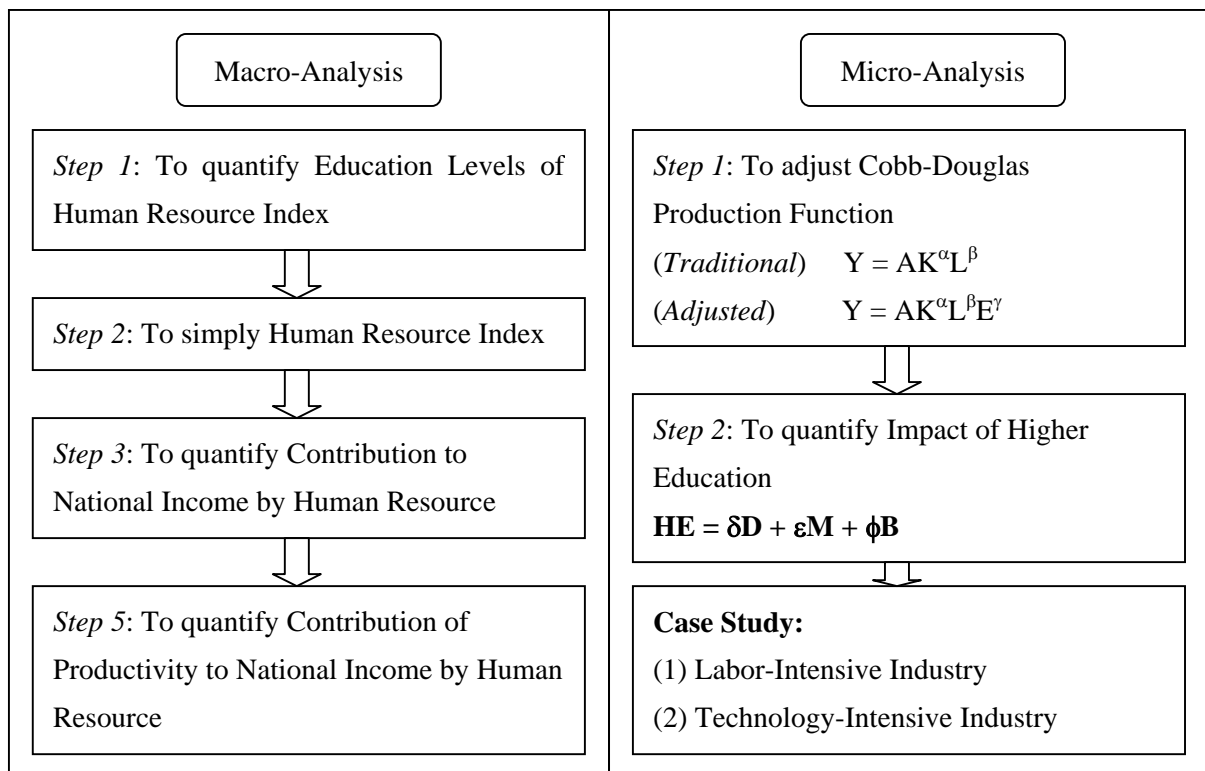 Macro-Analysis
Step 1: To quantify Education Levels of
Human Resource Index
Step 2: To simply Human Resource Index
Step 3: To quantify Contribution to
National Income by Human Resource
Step 5: To quantify Contribution of
Productivity to National Income by Human
Resource
Micro-Analysis
Step 1: To adjust Cobb-Douglas
Production Function
(Traditional) Y = AK^αL^β
(Adjusted) Y = AK^αL^βE^γ
Step 2: To quantify Impact of Higher
Education
HE = δD + εM + ϕB
Case Study:
(1) Labor-Intensive Industry
(2) Technology-Intensive Industry